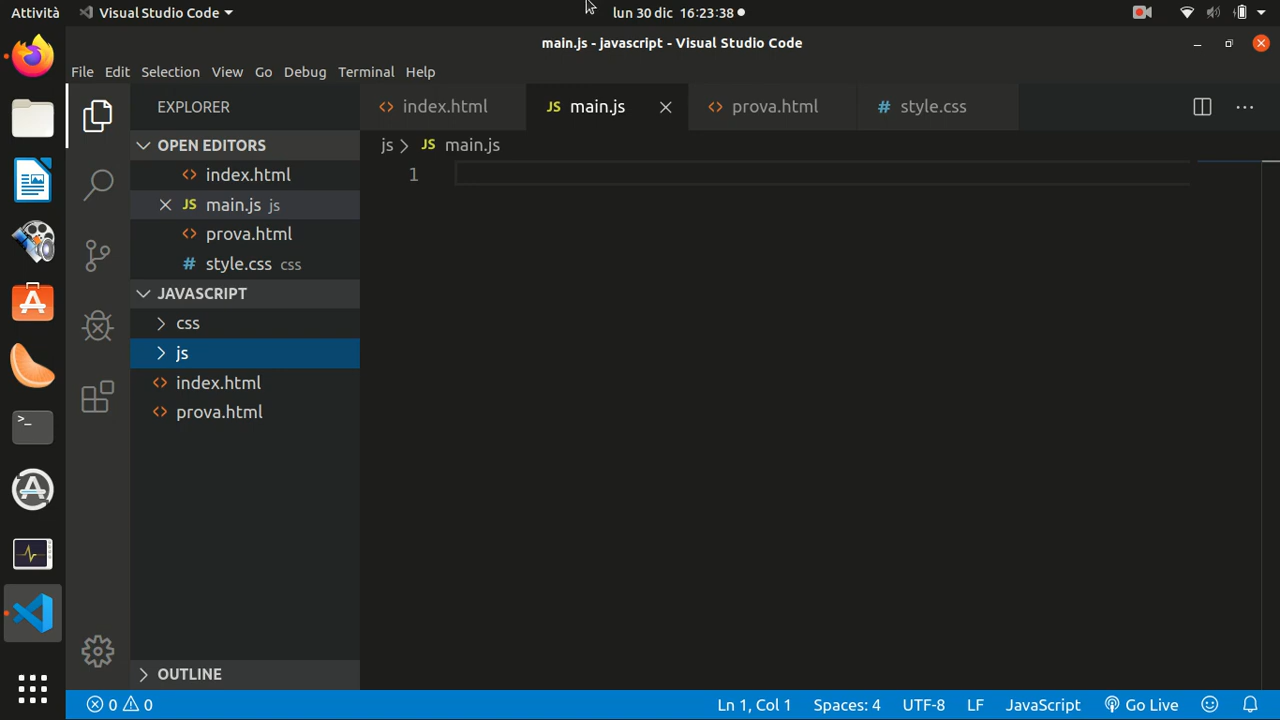 Attività Visual Studio Code lun 30 dic 16:23:38
main.js - javascript - Visual Studio Code
File Edit Selection View Go Debug Terminal Help
EXPLORER
OPEN EDITORS
index.html
JS main.js js
prova.html
# style.css css
JAVASCRIPT
css
js
index.html
prova.html
OUTLINE
index.html JS main.js prova.html # style.css
js > JS main.js
1
0 0 Ln 1, Col 1 Spaces: 4 UTF-8 LF JavaScript Go Live